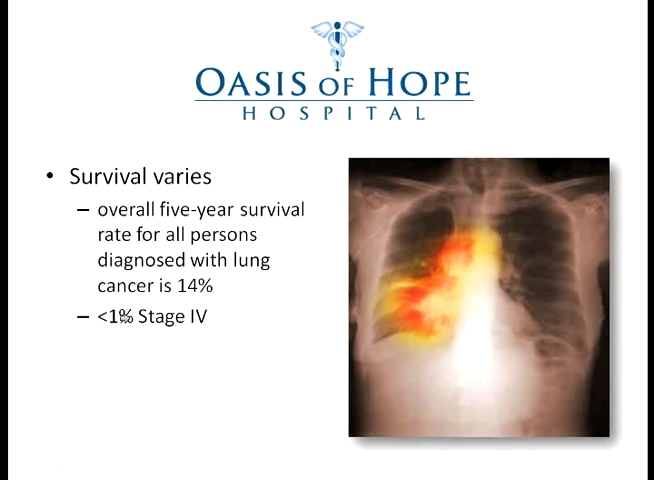 OASIS OF HOPE
HOSPITAL
• Survival varies
– overall five-year survival
rate for all persons
diagnosed with lung
cancer is 14%
– <1% Stage IV